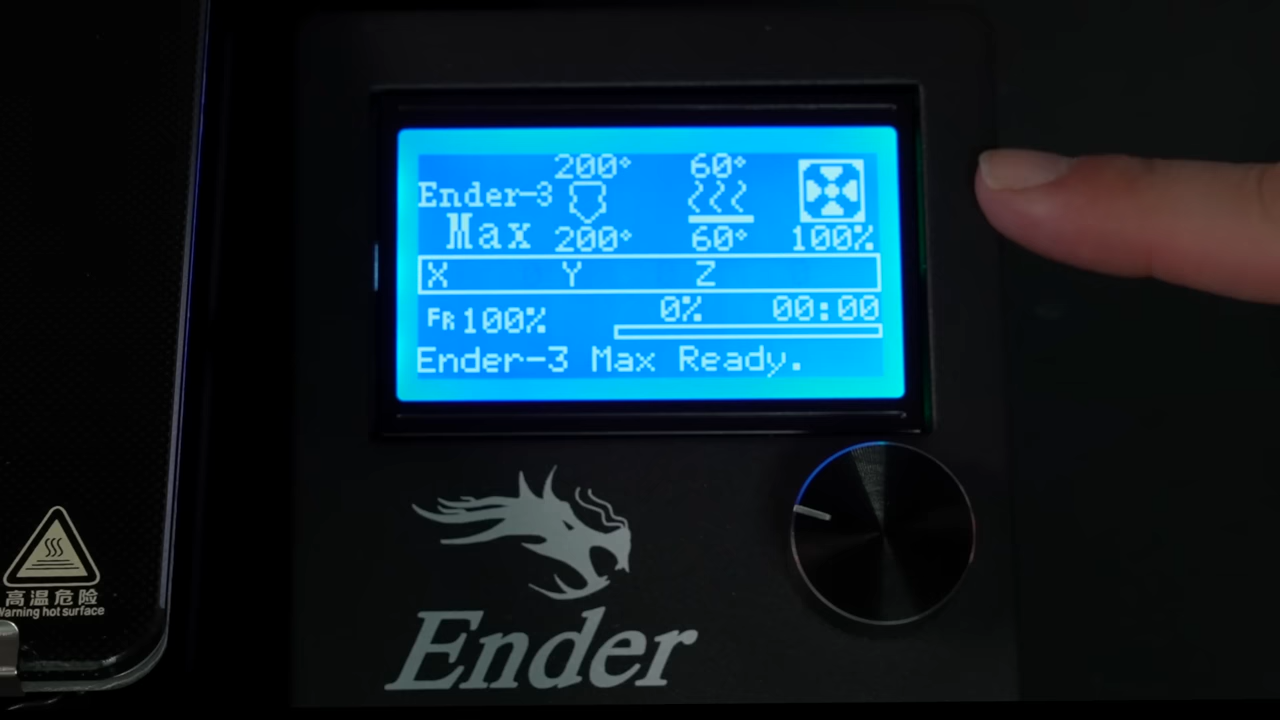 200° 60°
Ender-3
Max 200° 60° 100%
X Y Z
FR 100% 0% 00:00
Ender-3 Max Ready.
Ender
高温危险
Warning hot surface